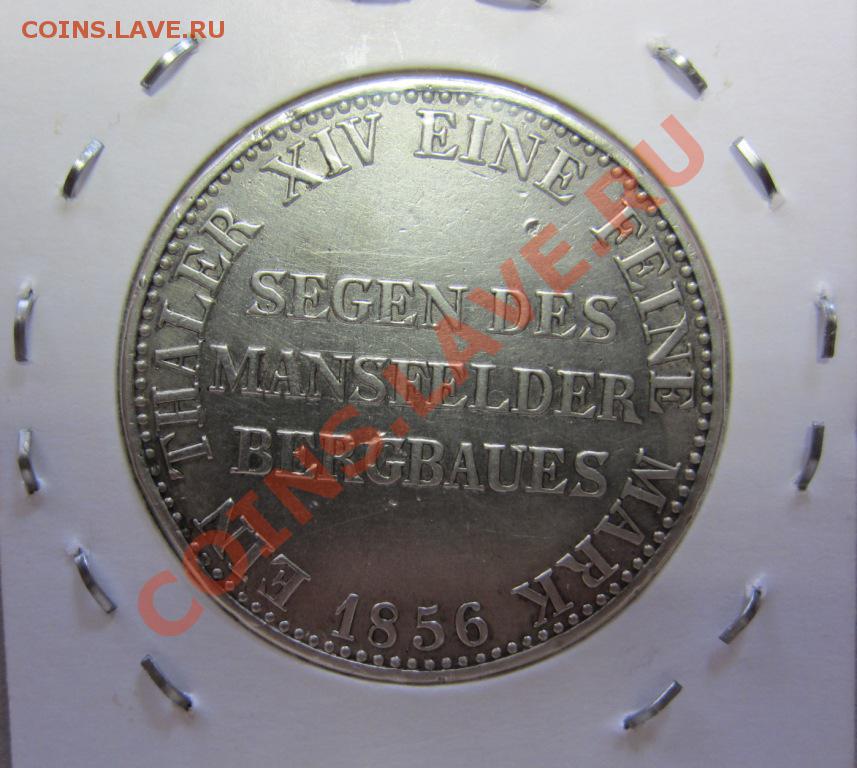 COINS.LAVE.RU
EIN THALER XIV EINE FEINE MARK
SEGEN DES
MANSFELDER
BERGBAUES
1856
COINS.LAVE.RU